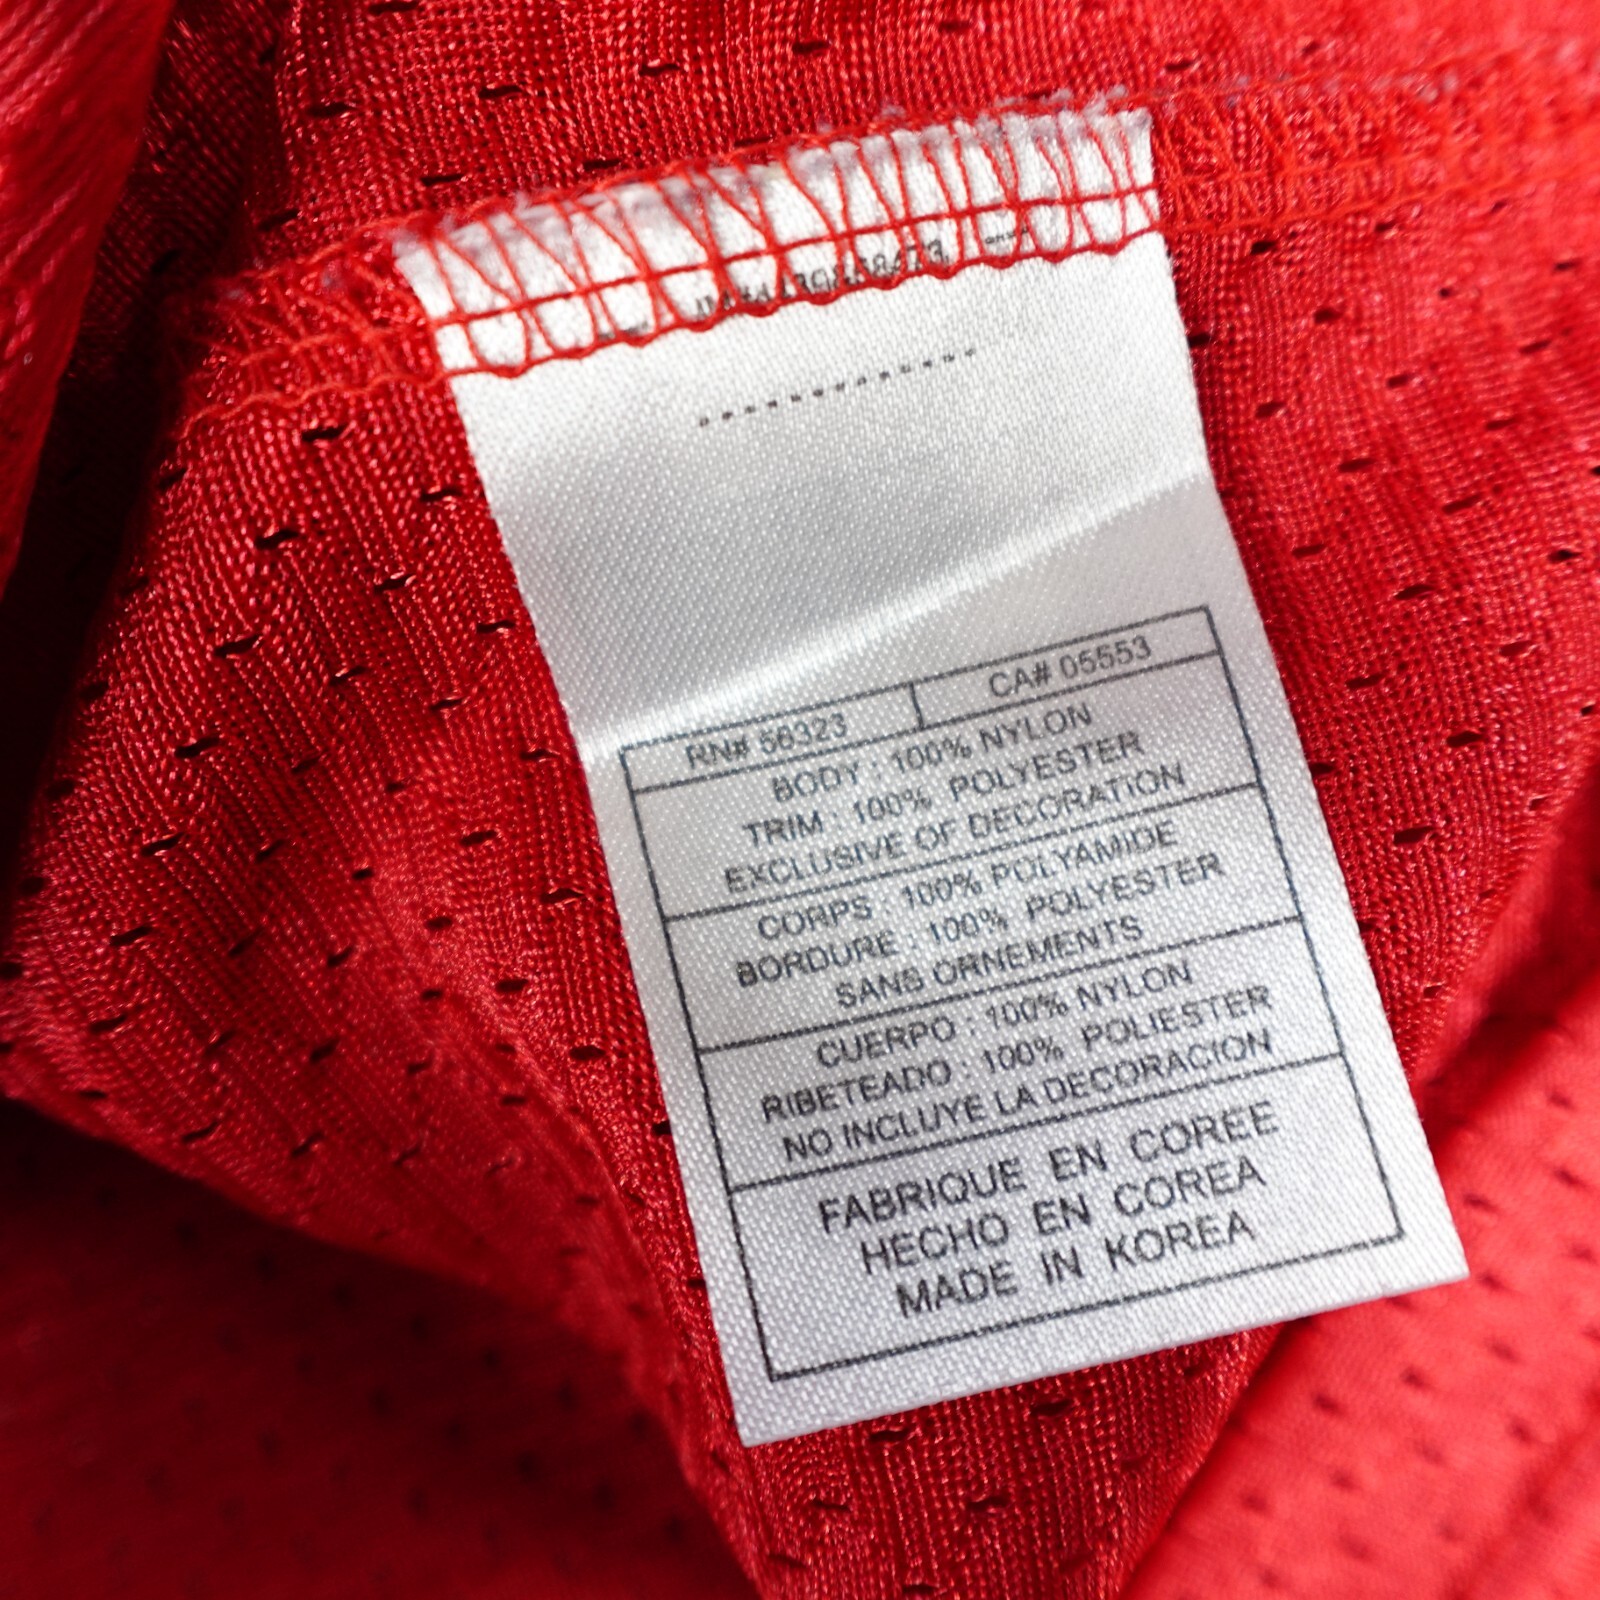 RN# 56323 CA# 05553
BODY : 100% NYLON
TRIM : 100% POLYESTER
EXCLUSIVE OF DECORATION
CORPS : 100% POLYAMIDE
BORDURE : 100% POLYESTER
SANS ORNEMENTS
CUERPO : 100% NYLON
RIBETEADO : 100% POLIESTER
NO INCLUYE LA DECORACION
FABRIQUE EN COREE
HECHO EN COREA
MADE IN KOREA